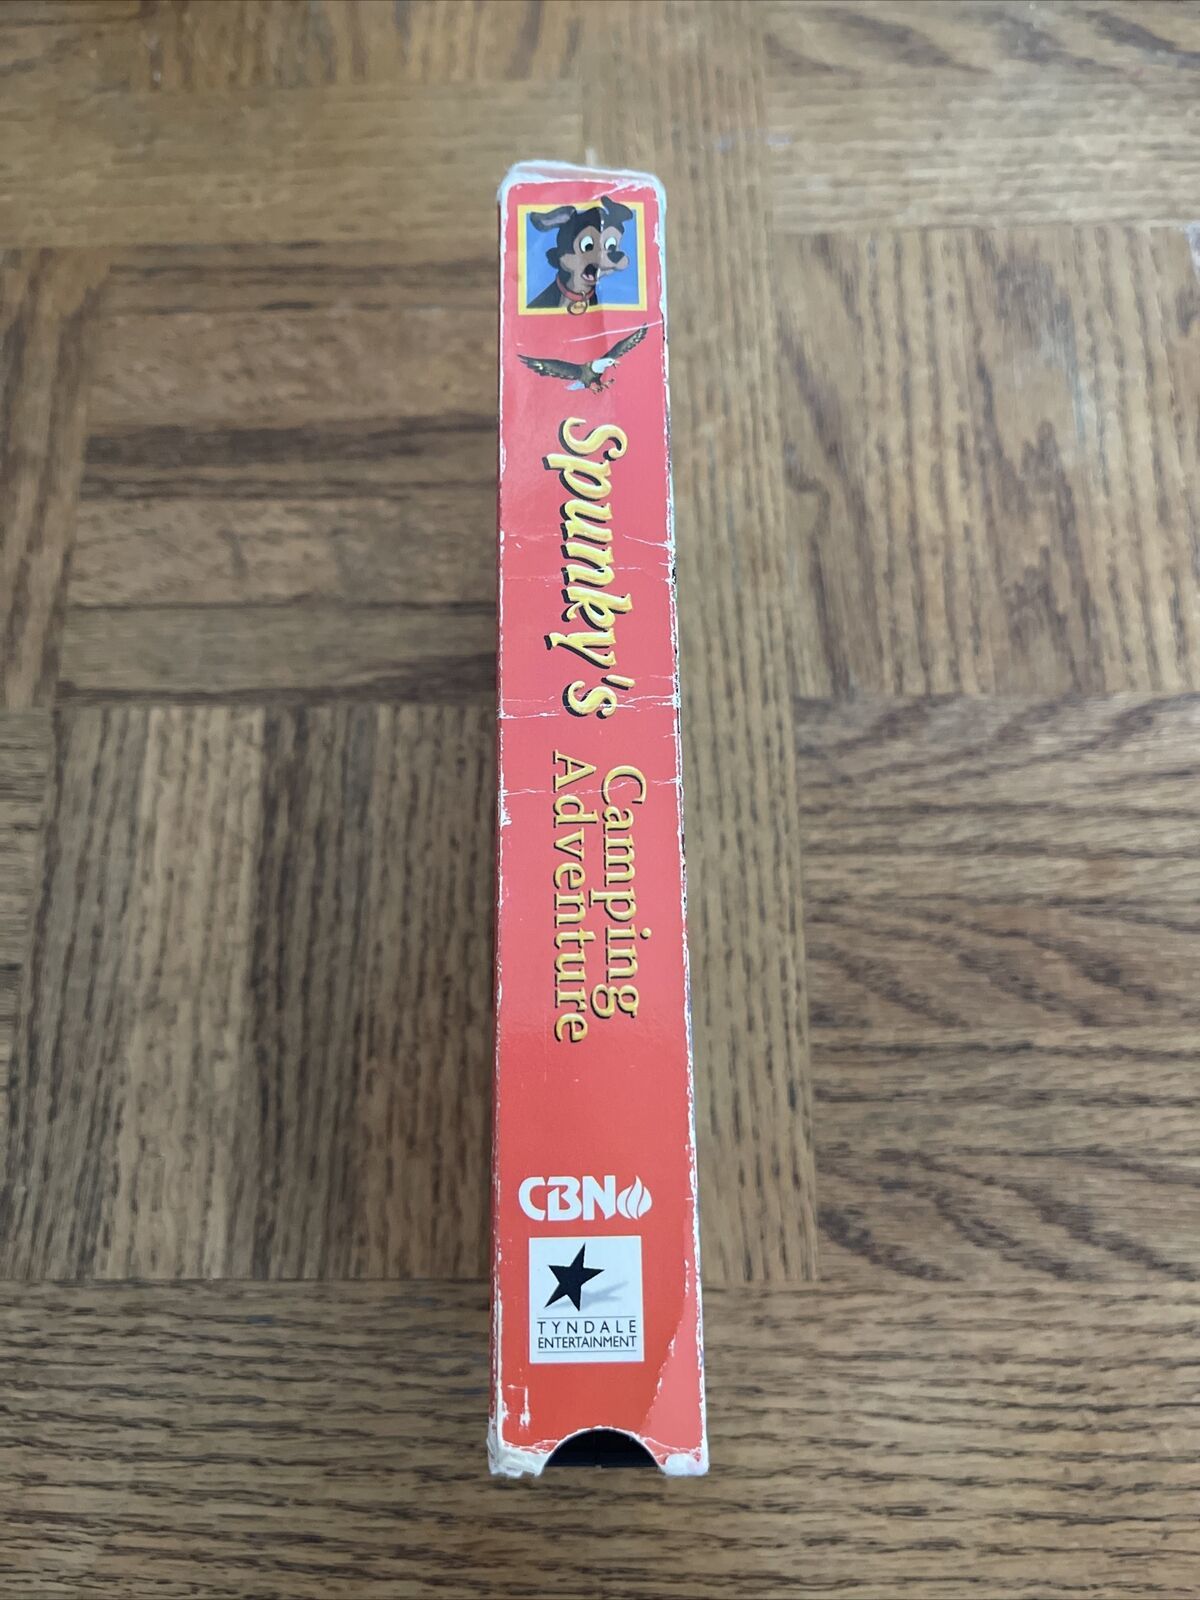 Spunky's
Camping
Adventure
CBN
TYNDALE
ENTERTAINMENT